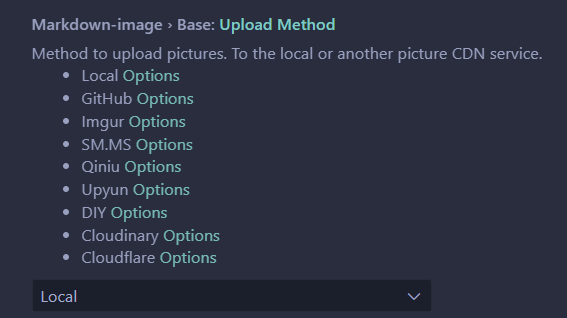 Markdown-image › Base: Upload Method
Method to upload pictures. To the local or another picture CDN service.
• Local Options
• GitHub Options
• Imgur Options
• SM.MS Options
• Qiniu Options
• Upyun Options
• DIY Options
• Cloudinary Options
• Cloudflare Options
Local